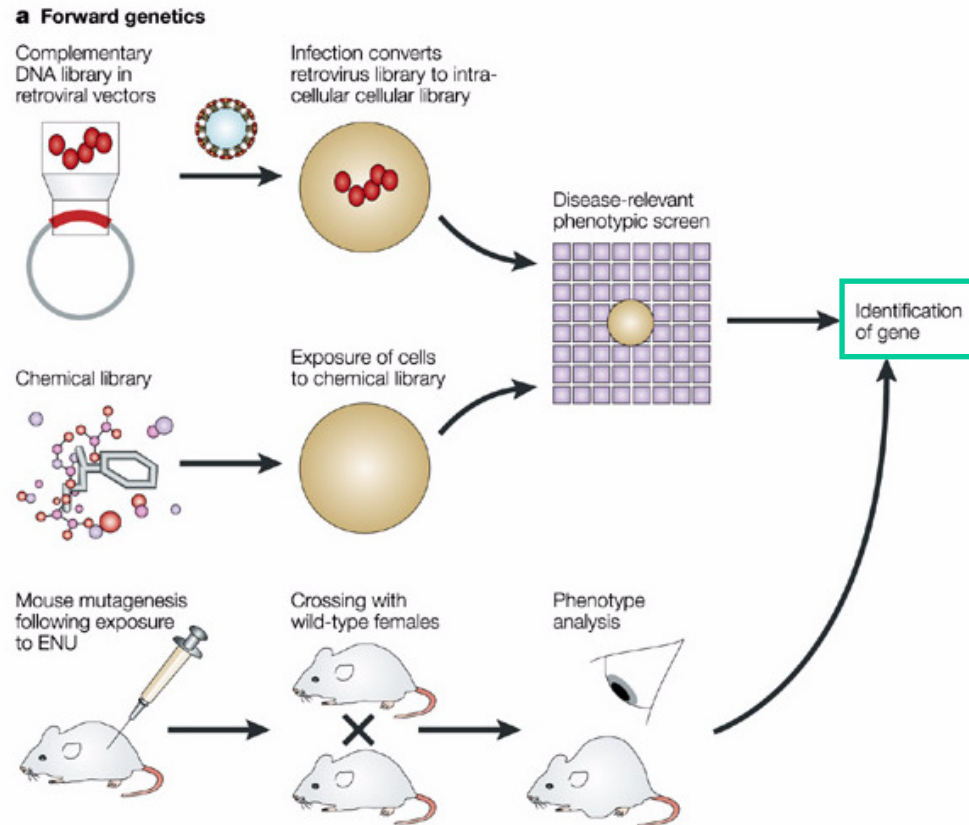 a Forward genetics
Complementary
DNA library in
retroviral vectors
Infection converts
retrovirus library to intra-
cellular cellular library
Disease-relevant
phenotypic screen
Identification
of gene
Chemical library
Exposure of cells
to chemical library
Mouse mutagenesis
following exposure
to ENU
Crossing with
wild-type females
Phenotype
analysis